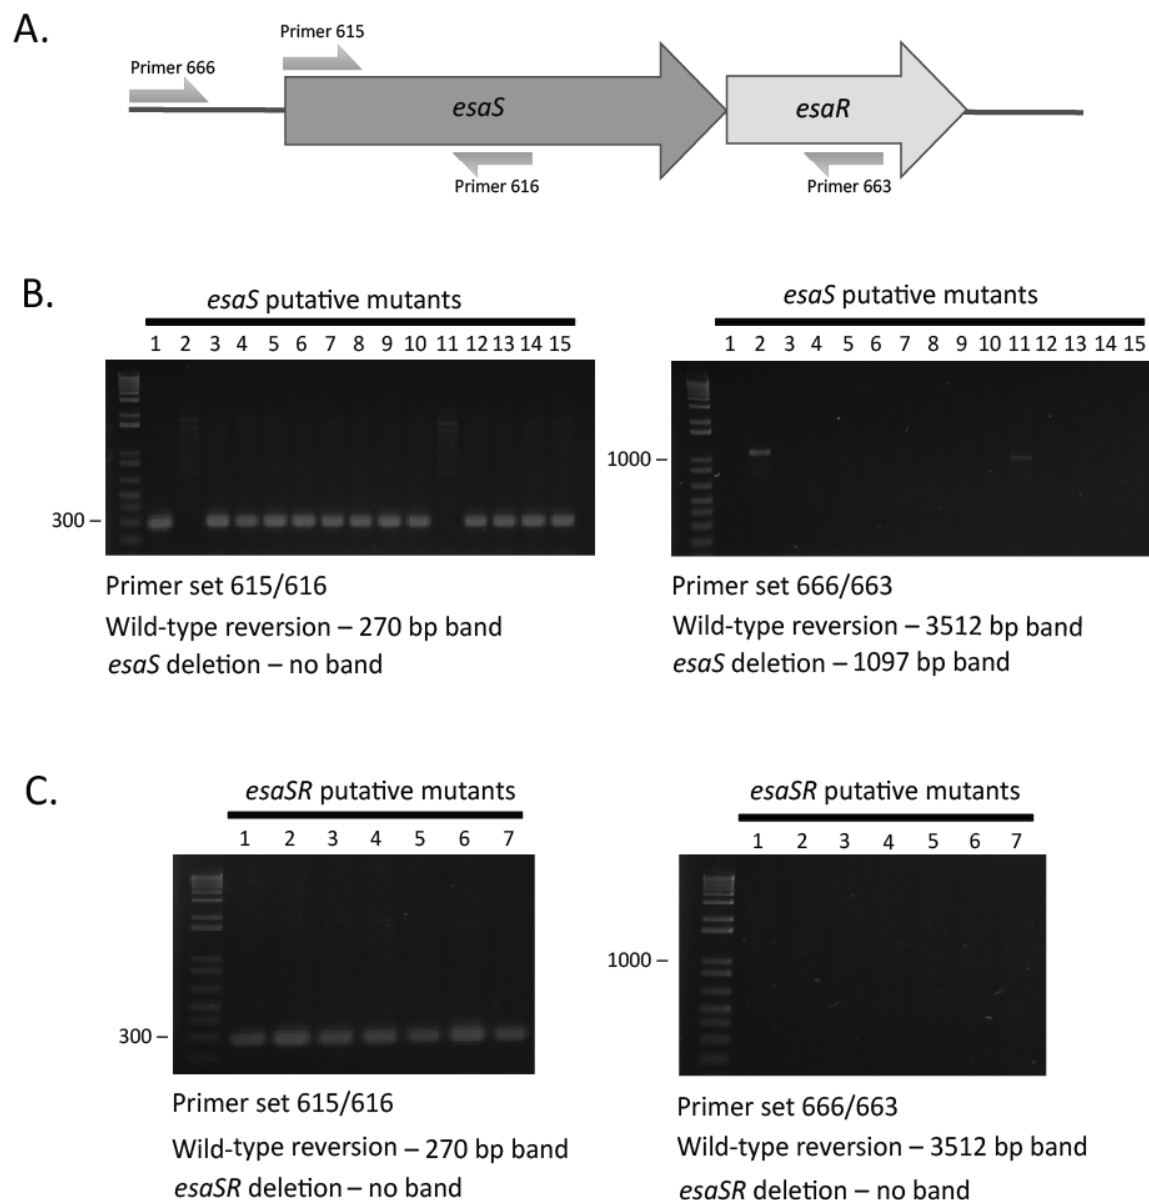 A.
Primer 615
Primer 666
esaS
esaR
Primer 616
Primer 663
B.
esaS putative mutants
1 2 3 4 5 6 7 8 9 10 11 12 13 14 15
300 –
Primer set 615/616
Wild-type reversion – 270 bp band
esaS deletion – no band
esaS putative mutants
1 2 3 4 5 6 7 8 9 10 11 12 13 14 15
1000 –
Primer set 666/663
Wild-type reversion – 3512 bp band
esaS deletion – 1097 bp band
C.
esaSR putative mutants
1 2 3 4 5 6 7
300 –
Primer set 615/616
Wild-type reversion – 270 bp band
esaSR deletion – no band
esaSR putative mutants
1 2 3 4 5 6 7
1000 –
Primer set 666/663
Wild-type reversion – 3512 bp band
esaSR deletion – no band